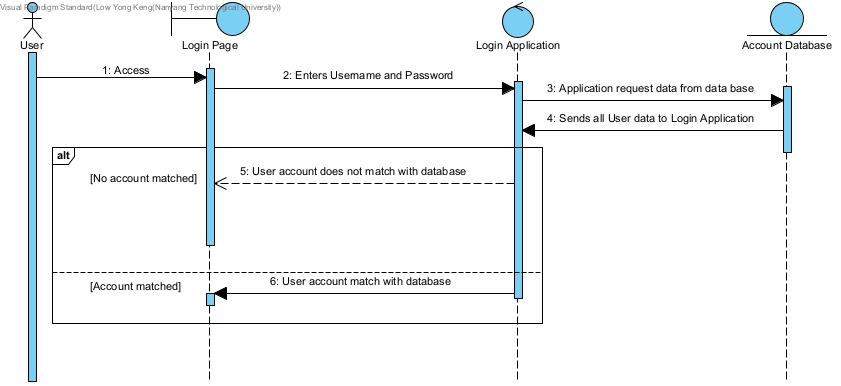 Visual Paradigm Standard(Low Yong Keng(Nanyang Technological University))
User
Login Page
Login Application
Account Database
1: Access
2: Enters Username and Password
3: Application request data from data base
4: Sends all User data to Login Application
alt
[No account matched]
5: User account does not match with database
[Account matched]
6: User account match with database